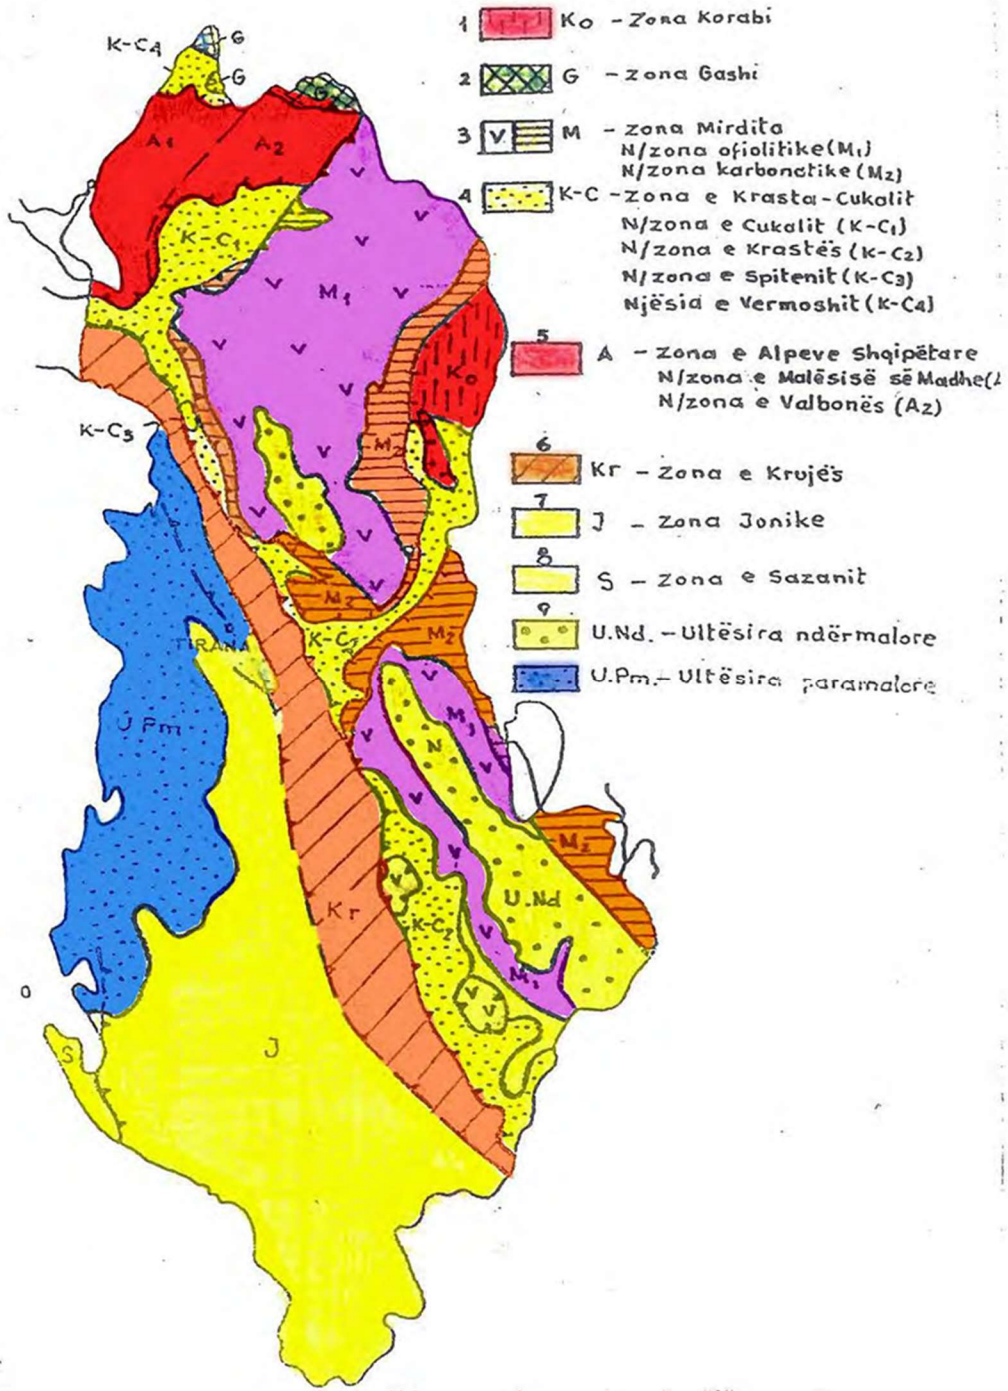 1 Ko - Zona Korabi
2 G - Zona Gashi
3 V M - Zona Mirdita
N/zona ofiolitike (M1)
N/zona karbonatike (M2)
4 K-C - Zona e Krasta-Cukalit
N/zona e Cukalit (K-C1)
N/zona e Krastës (K-C2)
N/zona e Spitenit (K-C3)
Njësia e Vermoshit (K-C4)
5 A - Zona e Alpeve Shqipëtare
N/zona e Malësisë së Madhe (
N/zona e Valbonës (A2)
6 Kr - Zona e Krujës
7 J - Zona Jonike
8 S - Zona e Sazanit
9 U.Nd. - Ultësira ndërmalore
U.Pm. - Ultësira paramalore
K-C4 G
G
G
A1 A2
V
V
K-C1 V
V M1 V
V V
Ko
V
K-C3 V V M2
V V
V
M2
K-C2 M2
TIRANA
V
U.Pm V M1
N V
V
V M2
V
Kr K-C2 U.Nd
V
M1
V V
O
S J